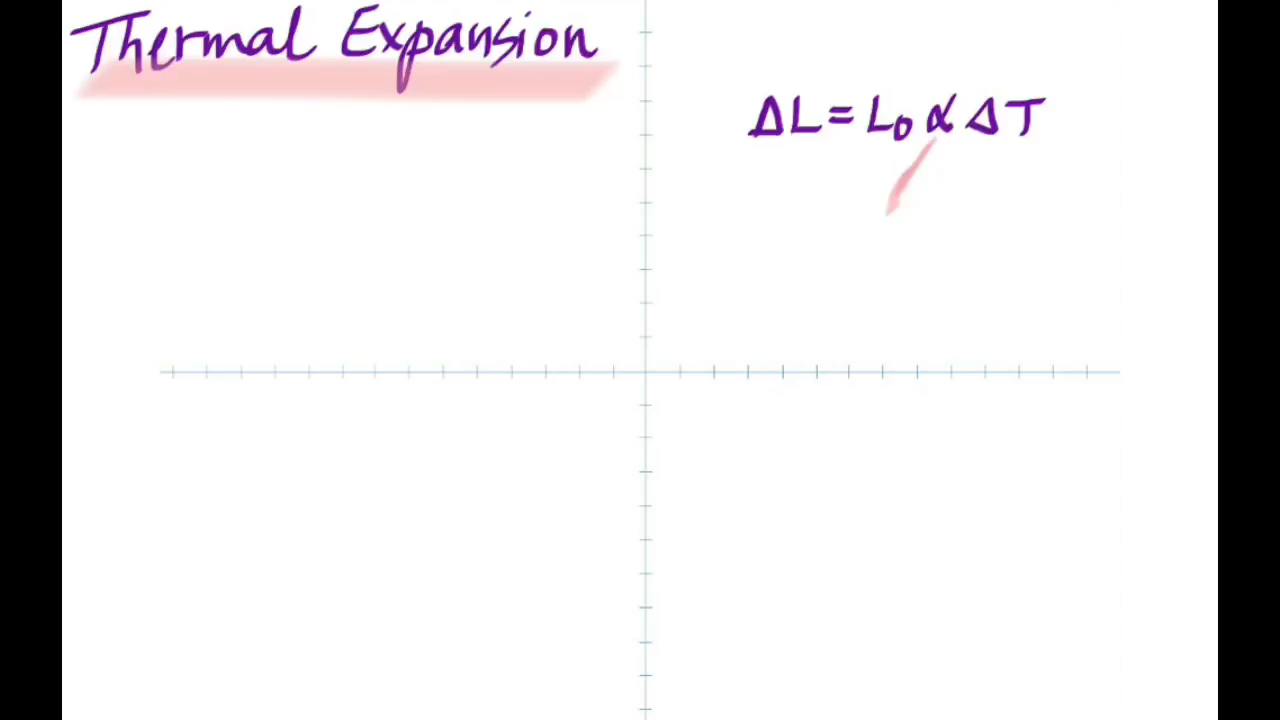 Thermal Expansion
ΔL = L₀ α ΔT